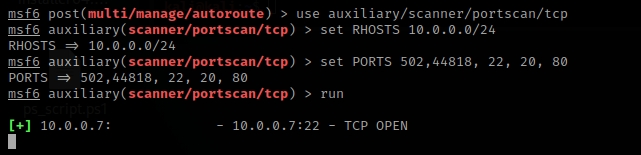 msf6 post(multi/manage/autoroute) > use auxiliary/scanner/portscan/tcp
msf6 auxiliary(scanner/portscan/tcp) > set RHOSTS 10.0.0.0/24
RHOSTS => 10.0.0.0/24
msf6 auxiliary(scanner/portscan/tcp) > set PORTS 502,44818, 22, 20, 80
PORTS => 502,44818, 22, 20, 80
msf6 auxiliary(scanner/portscan/tcp) > run
[+] 10.0.0.7: - 10.0.0.7:22 - TCP OPEN